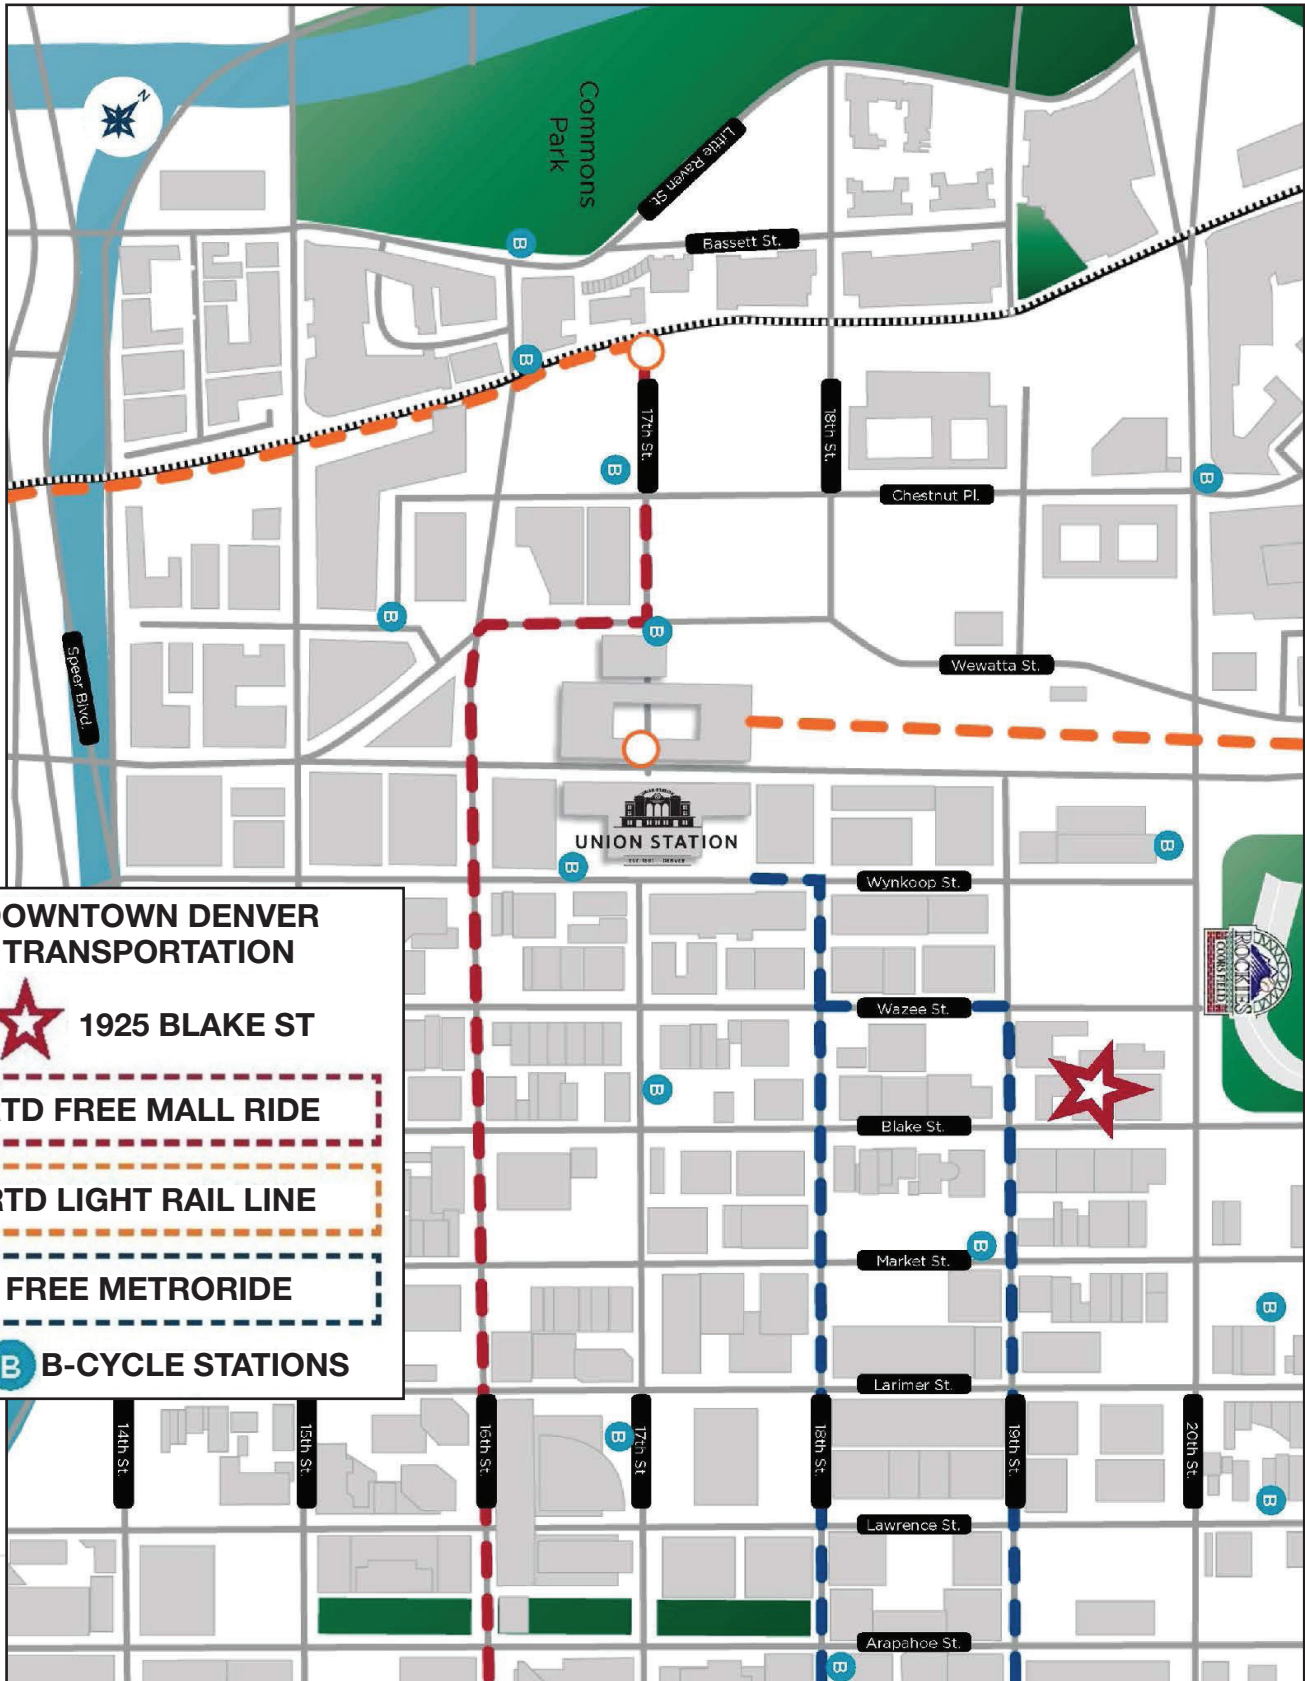 N
Commons
Park
Little Raven St.
Bassett St.
B
B
17th St.
18th St.
B
B
Chestnut Pl.
B
B
Speer Blvd.
Wewatta St.
UNION STATION
B
B
Wynkoop St.
ROCKIES
COORS FIELD
Wazee St.
B
Blake St.
B
Market St.
B
Larimer St.
OWNTOWN DENVER
TRANSPORTATION
1925 BLAKE ST
TD FREE MALL RIDE
RTD LIGHT RAIL LINE
FREE METRORIDE
B B-CYCLE STATIONS
14th St.
15th St.
16th St.
B
17th St
18th St.
19th St.
20th St.
B
Lawrence St.
Arapahoe St.
B